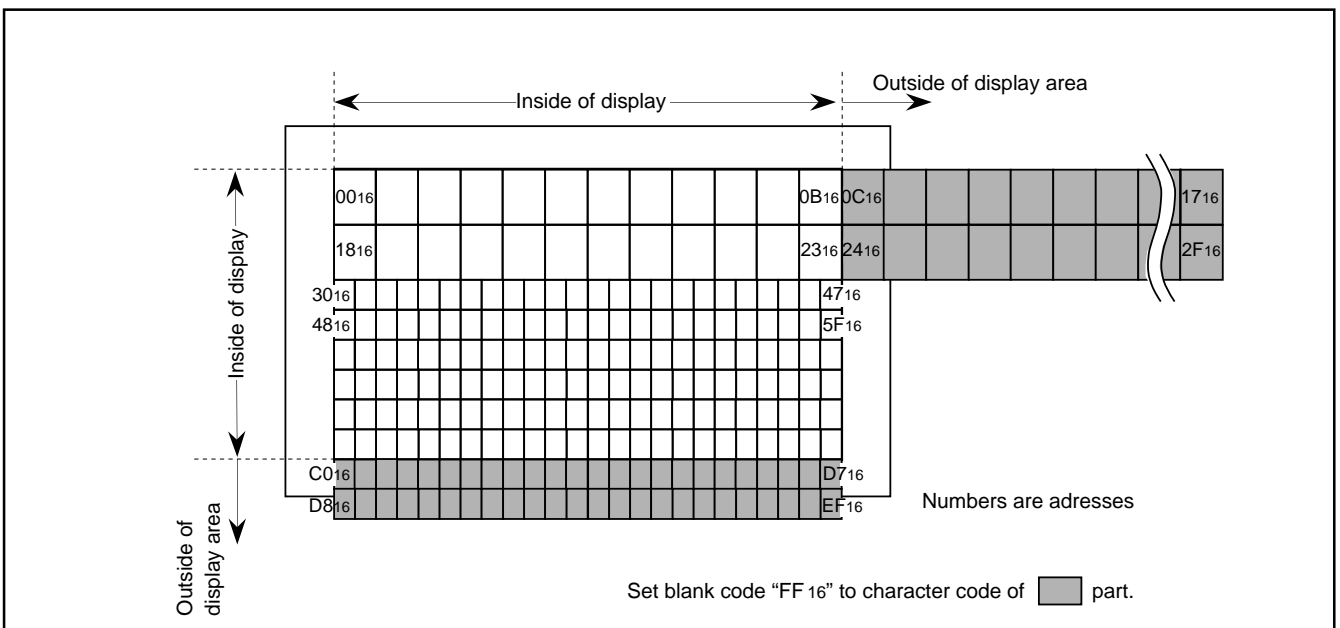 Outside of display area
Inside of display
0016 0B16 0C16 1716
1816 2316 2416 2F16
Inside of display
3016 4716
4816 5F16
C016 D716
D816 EF16
Numbers are adresses
Outside of
display area
Set blank code “FF16” to character code of part.